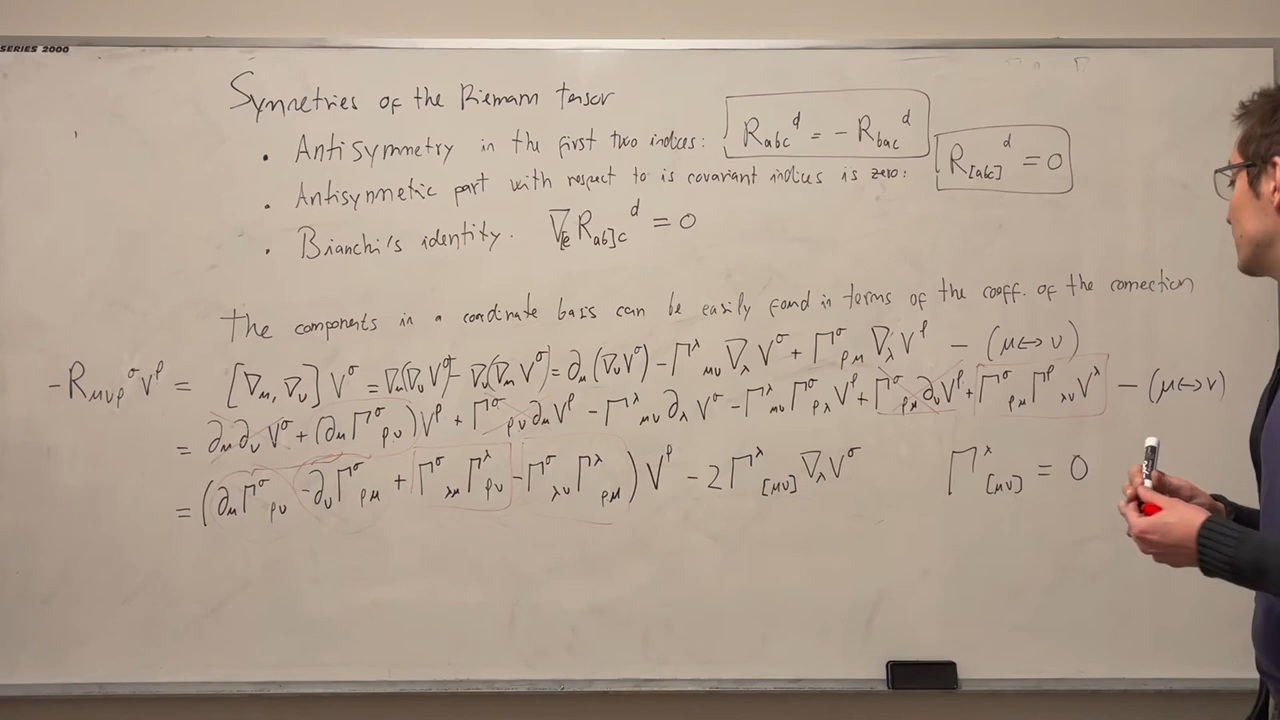 SERIES 2000
Symmetries of the Riemann tensor
• Antisymmetry in the first two indices: R_{abc}^d = - R_{bac}^d
• Antisymmetic part with respect to is covariant indices is zero: R_{[abc]}^d = 0
• Bianchi's identity. ∇_{[e} R_{ab]c}^d = 0
The components in a coordinate basis can be easily found in terms of the coeff. of the connection
-R_{μνρ}^σ V^ρ = [∇_μ, ∇_ν] V^σ = ∇_μ(∇_ν V^σ) - ∇_ν(∇_μ V^σ) = ∂_μ(∇_ν V^σ) - Γ^λ_{μν} ∇_λ V^σ + Γ^σ_{ρμ} ∇_ν V^ρ - (μ↔ν)
= ∂_μ ∂_ν V^σ + (∂_μ Γ^σ_{ρν}) V^ρ + Γ^σ_{ρν} ∂_μ V^ρ - Γ^λ_{μν} ∂_λ V^σ - Γ^λ_{μν} Γ^σ_{ρλ} V^ρ + Γ^σ_{ρμ} ∂_ν V^ρ + Γ^σ_{ρμ} Γ^ρ_{λν} V^λ - (μ↔ν)
= (∂_μ Γ^σ_{ρν} - ∂_ν Γ^σ_{ρμ} + Γ^σ_{λμ} Γ^λ_{ρν} - Γ^σ_{λν} Γ^λ_{ρμ}) V^ρ - 2Γ^λ_{[μν]} ∇_λ V^σ Γ^λ_{[μν]} = 0